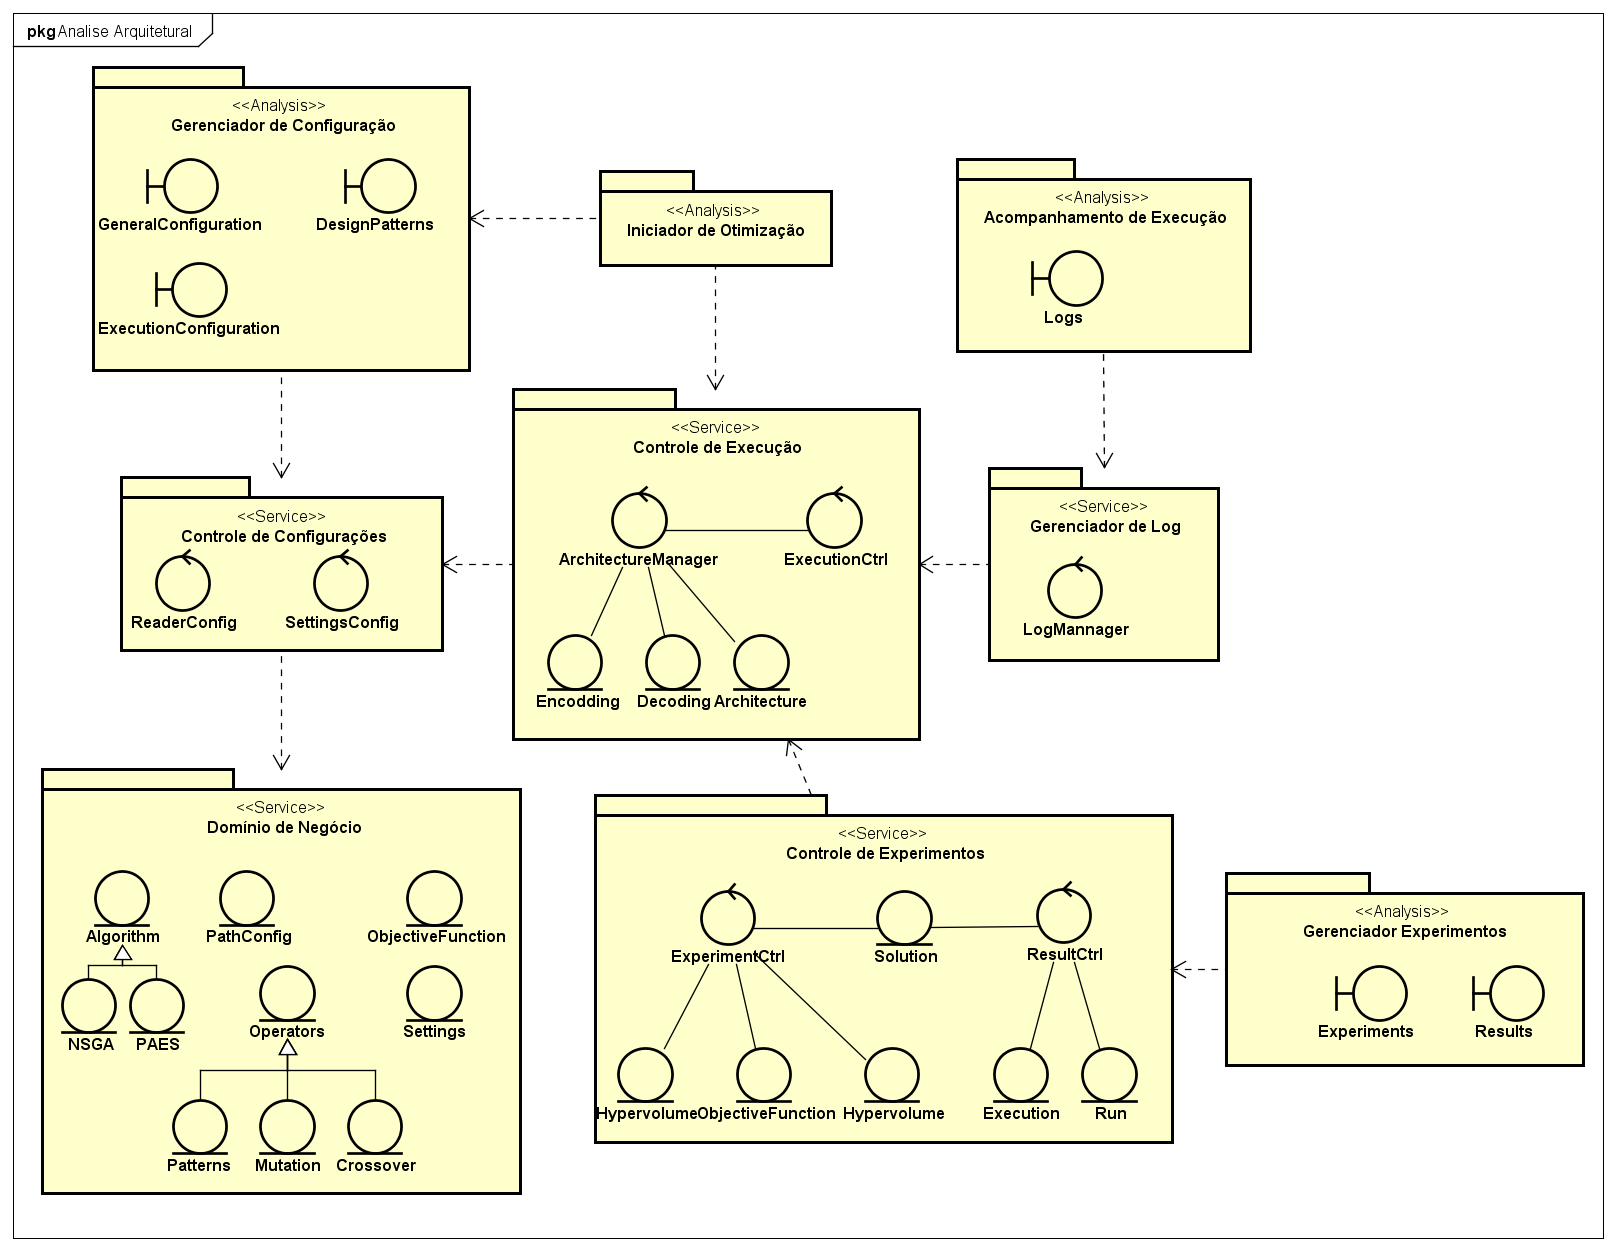 pkg Analise Arquitetural
<<Analysis>>
Gerenciador de Configuração
GeneralConfiguration
DesignPatterns
ExecutionConfiguration
<<Analysis>>
Iniciador de Otimização
<<Analysis>>
Acompanhamento de Execução
Logs
<<Service>>
Controle de Configurações
ReaderConfig
SettingsConfig
<<Service>>
Controle de Execução
ArchitectureManager
ExecutionCtrl
Encodding
Decoding
Architecture
<<Service>>
Gerenciador de Log
LogMannager
<<Service>>
Domínio de Negócio
Algorithm
PathConfig
ObjectiveFunction
NSGA
PAES
Operators
Settings
Patterns
Mutation
Crossover
<<Service>>
Controle de Experimentos
ExperimentCtrl
Solution
ResultCtrl
Hypervolume
ObjectiveFunction
Hypervolume
Execution
Run
<<Analysis>>
Gerenciador Experimentos
Experiments
Results